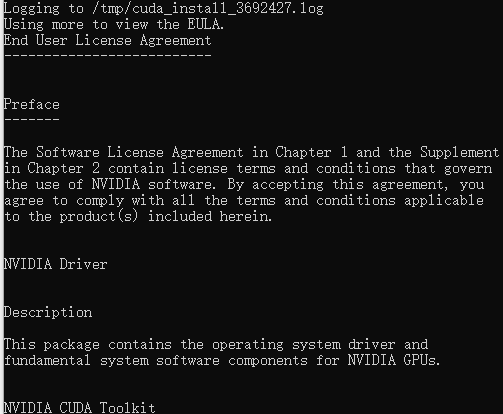 Logging to /tmp/cuda_install_3692427.log
Using more to view the EULA.
End User License Agreement
--------------------------
Preface
-------
The Software License Agreement in Chapter 1 and the Supplement
in Chapter 2 contain license terms and conditions that govern
the use of NVIDIA software. By accepting this agreement, you
agree to comply with all the terms and conditions applicable
to the product(s) included herein.
NVIDIA Driver
Description
This package contains the operating system driver and
fundamental system software components for NVIDIA GPUs.
NVIDIA CUDA Toolkit